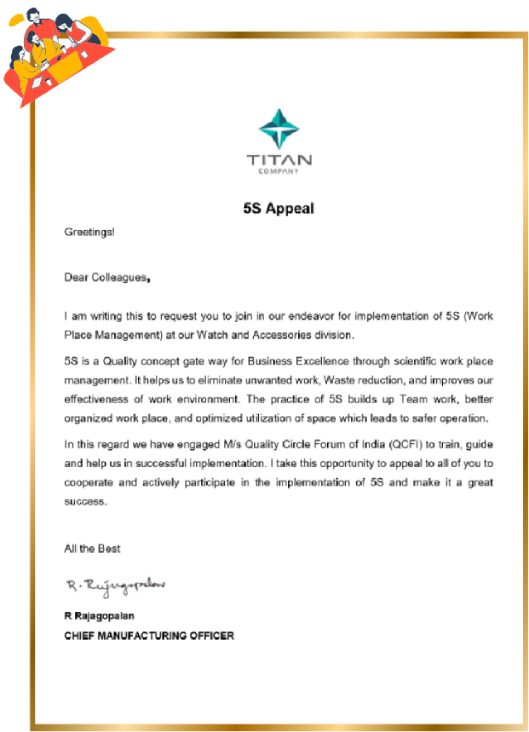 TITAN
COMPANY
5S Appeal
Greetings!
Dear Colleagues,
I am writing this to request you to join in our endeavor for implementation of 5S (Work
Place Management) at our Watch and Accessories division.
5S is a Quality concept gate way for Business Excellence through scientific work place
management. It helps us to eliminate unwanted work, Waste reduction, and improves our
effectiveness of work environment. The practice of 5S builds up Team work, better
organized work place, and optimized utilization of space which leads to safer operation.
In this regard we have engaged M/s Quality Circle Forum of India (QCFI) to train, guide
and help us in successful implementation. I take this opportunity to appeal to all of you to
cooperate and actively participate in the implementation of 5S and make it a great
success.
All the Best
R. Rajagopalan
R Rajagopalan
CHIEF MANUFACTURING OFFICER